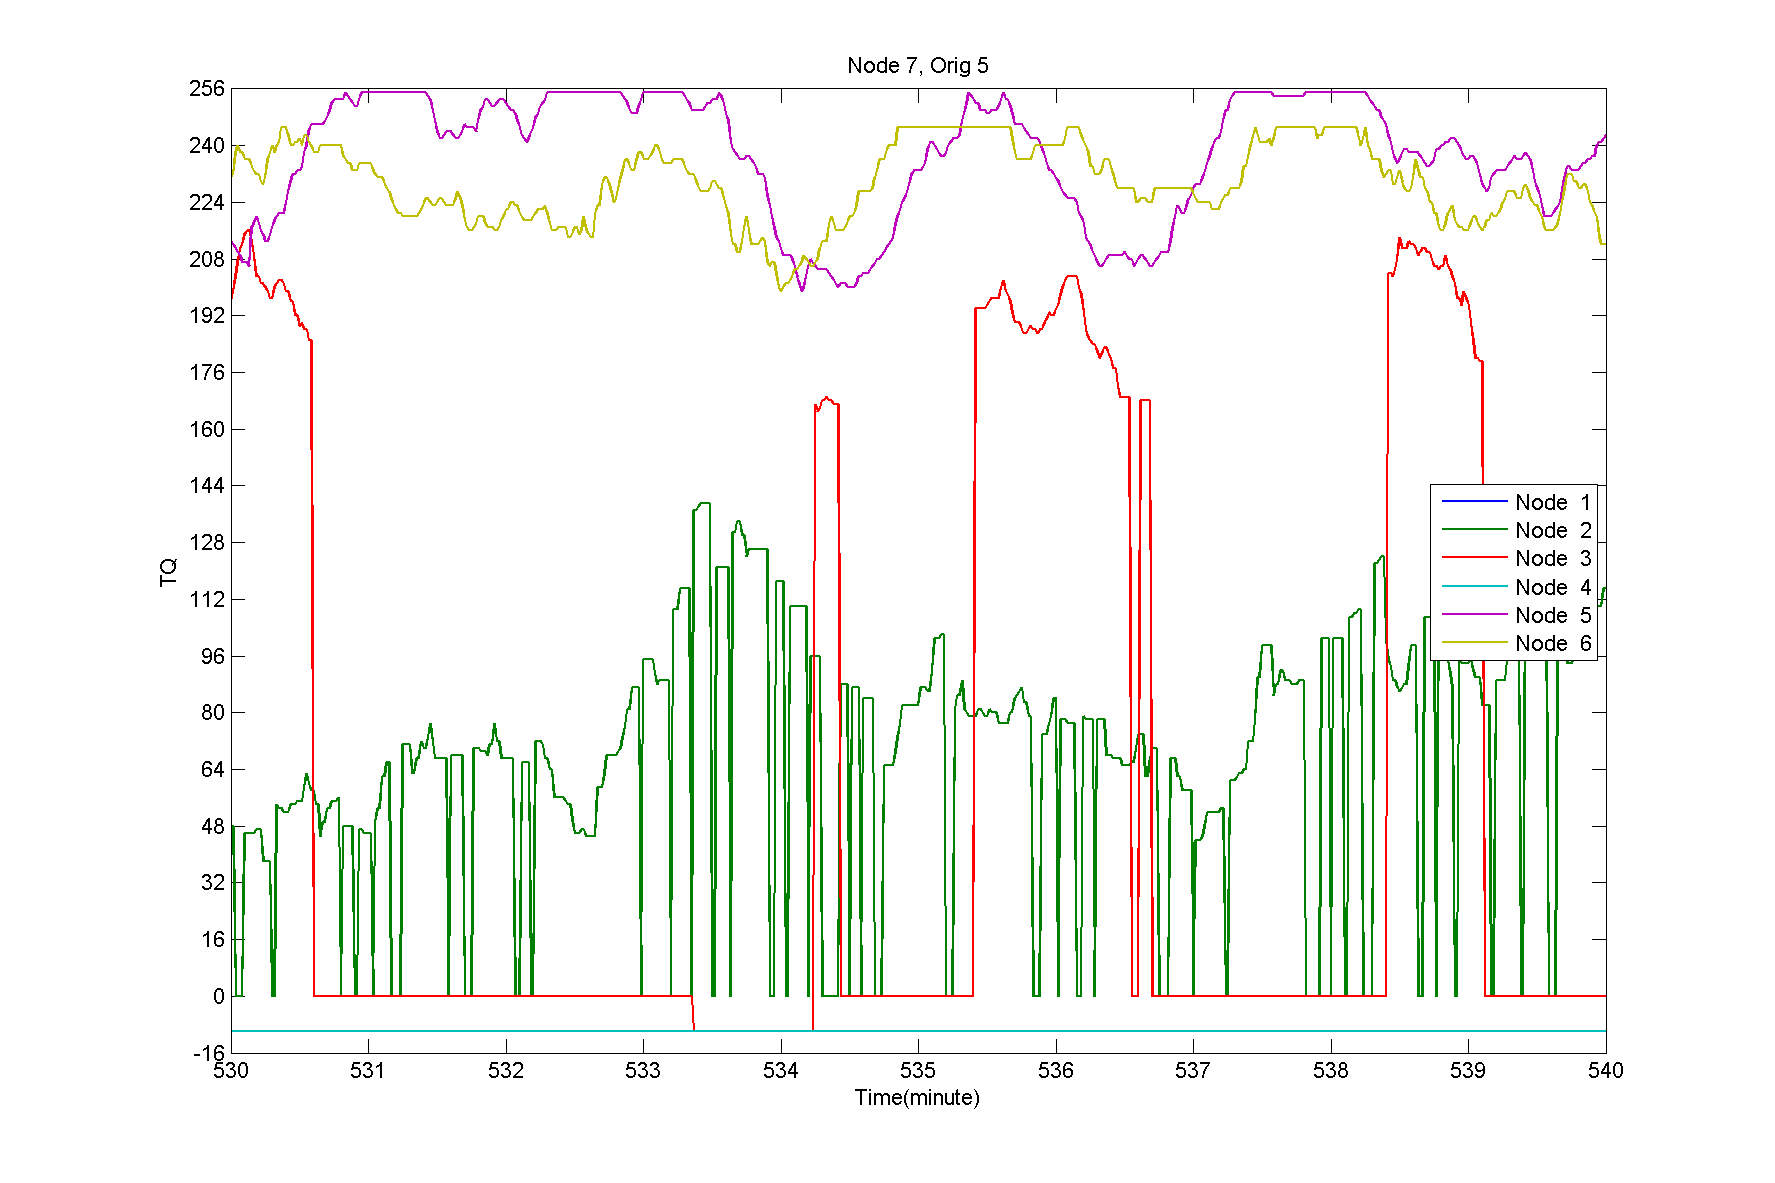 Node 7, Orig 5
256
240
224
208
192
176
160
144
128
112
96
80
64
48
32
16
0
-16
TQ
530 531 532 533 534 535 536 537 538 539 540
Time(minute)
Node 1
Node 2
Node 3
Node 4
Node 5
Node 6